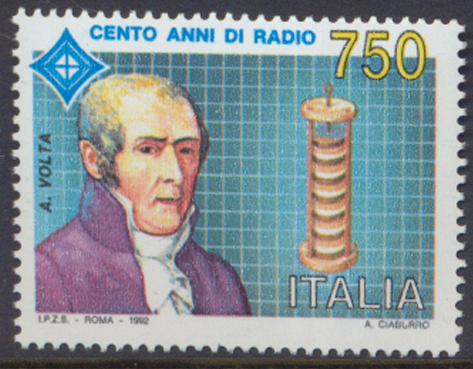 CENTO ANNI DI RADIO
750
A. VOLTA
ITALIA
I.P.Z.S. - ROMA - 1992
A. CIABURRO